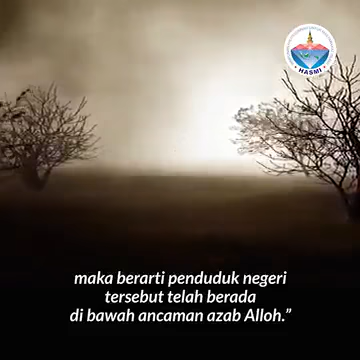 HASMI
maka berarti penduduk negeri
tersebut telah berada
di bawah ancaman azab Alloh.”